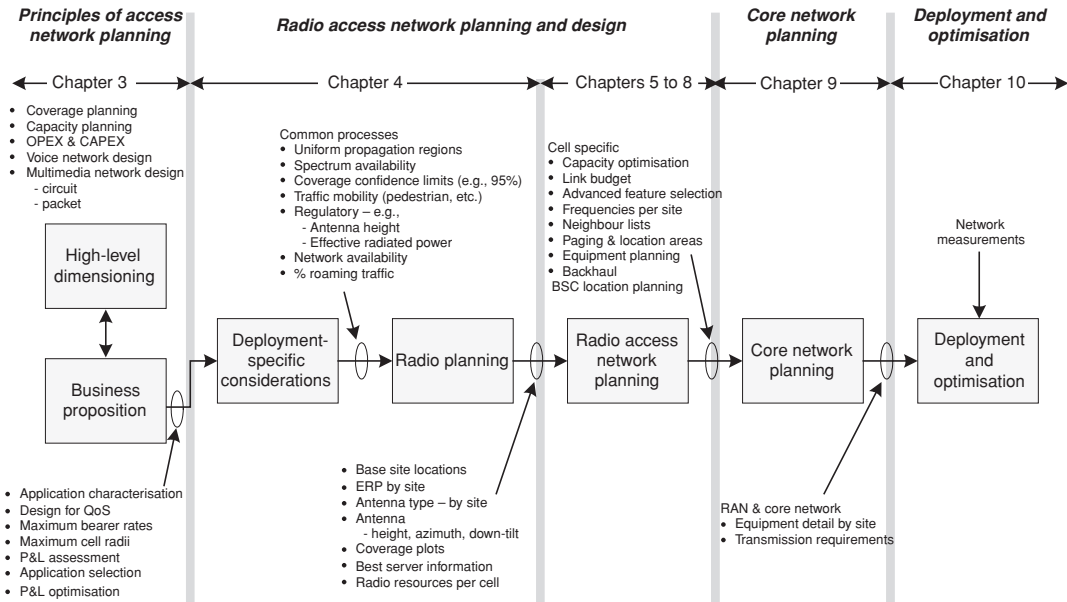 Principles of access
network planning
Radio access network planning and design
Core network
planning
Deployment and
optimisation
Chapter 3
Chapter 4
Chapters 5 to 8
Chapter 9
Chapter 10
• Coverage planning
• Capacity planning
• OPEX & CAPEX
• Voice network design
• Multimedia network design
- circuit
- packet
Common processes
• Uniform propagation regions
• Spectrum availability
• Coverage confidence limits (e.g., 95%)
• Traffic mobility (pedestrian, etc.)
• Regulatory – e.g.,
- Antenna height
- Effective radiated power
• Network availability
• % roaming traffic
Cell specific
• Capacity optimisation
• Link budget
• Advanced feature selection
• Frequencies per site
• Neighbour lists
• Paging & location areas
• Equipment planning
• Backhaul
BSC location planning
Network
measurements
High-level
dimensioning
Business
proposition
Deployment-
specific
considerations
Radio planning
Radio access
network
planning
Core network
planning
Deployment
and
optimisation
• Application characterisation
• Design for QoS
• Maximum bearer rates
• Maximum cell radii
• P&L assessment
• Application selection
• P&L optimisation
• Base site locations
• ERP by site
• Antenna type – by site
• Antenna
- height, azimuth, down-tilt
• Coverage plots
• Best server information
• Radio resources per cell
RAN & core network
• Equipment detail by site
• Transmission requirements